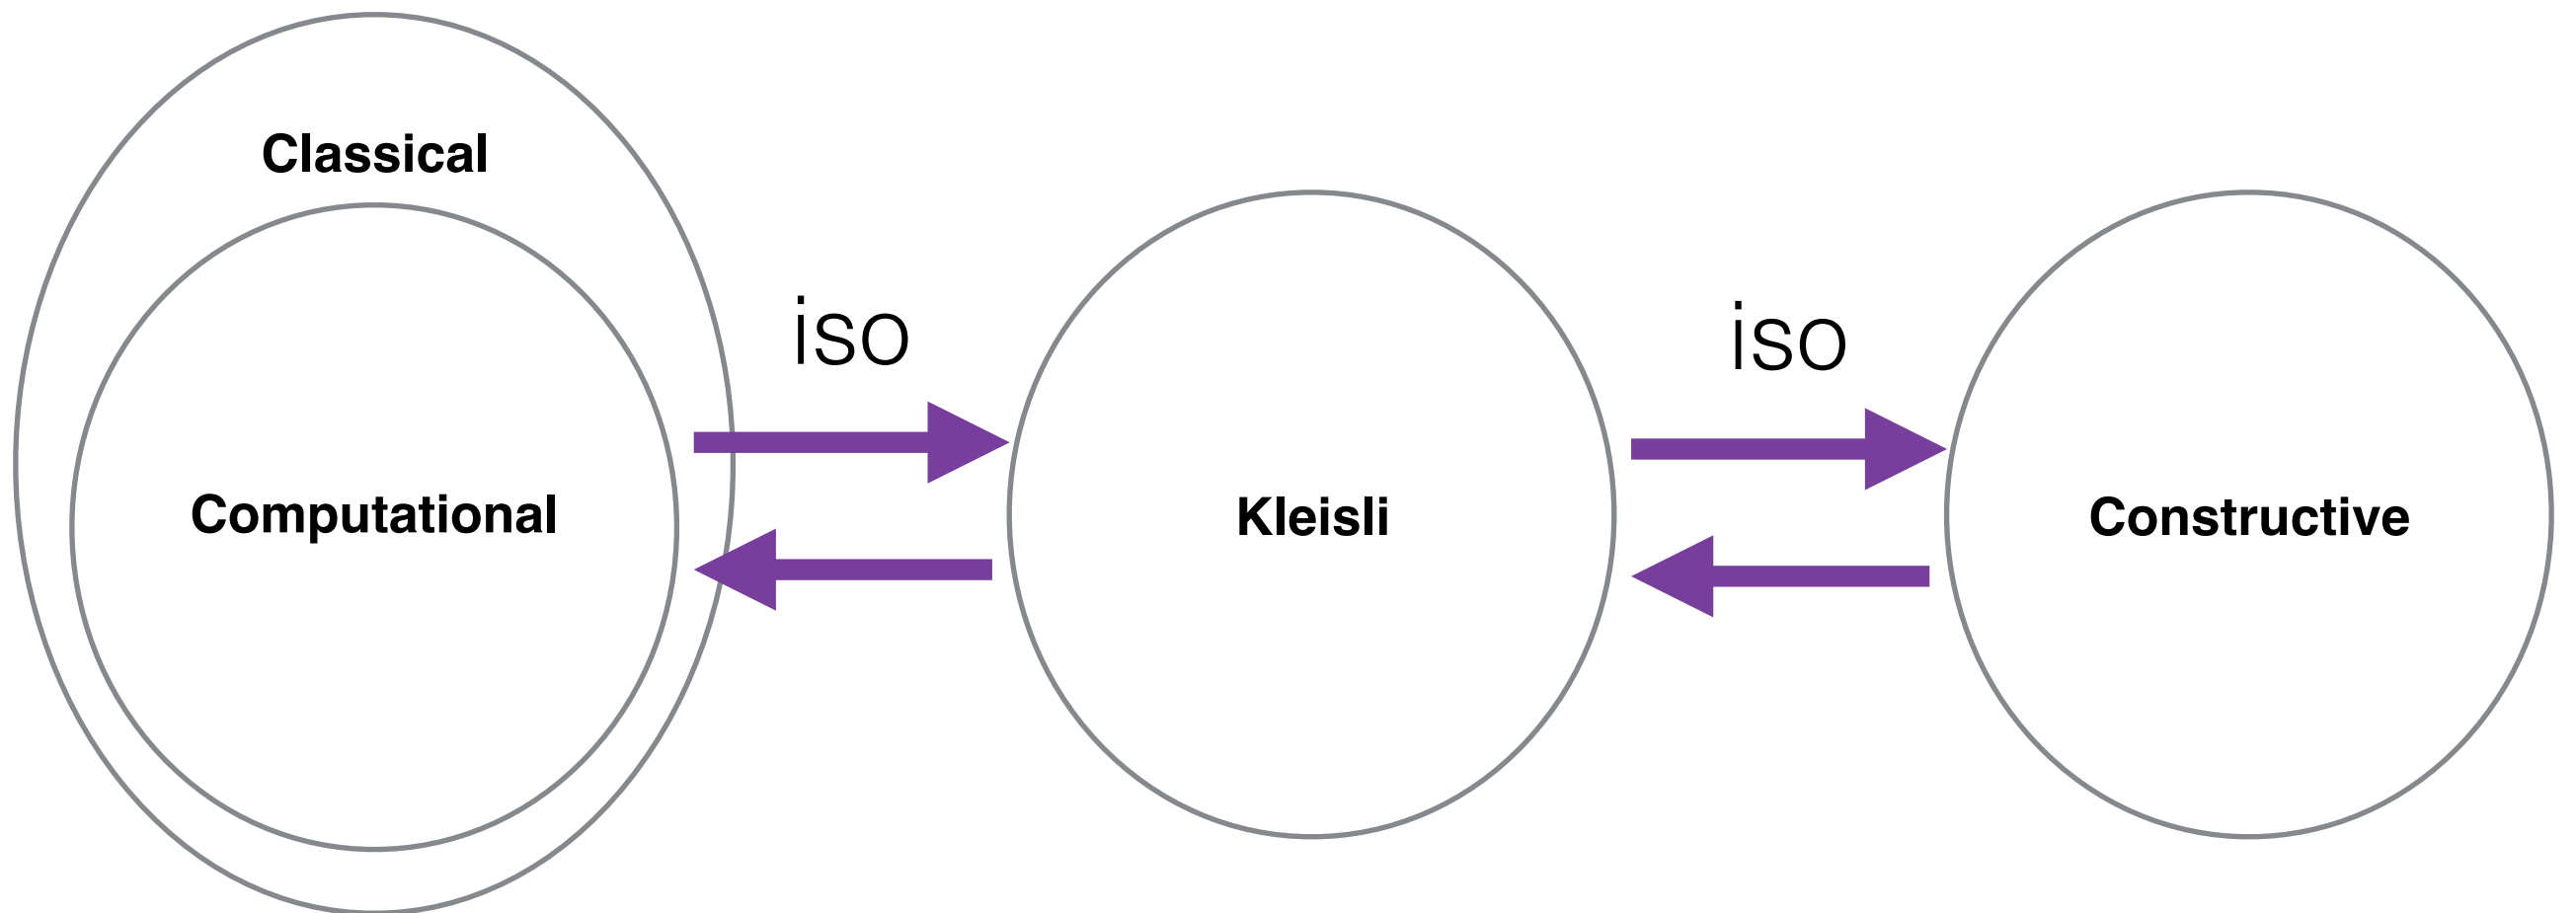 Classical
Computational
iso
Kleisli
iso
Constructive